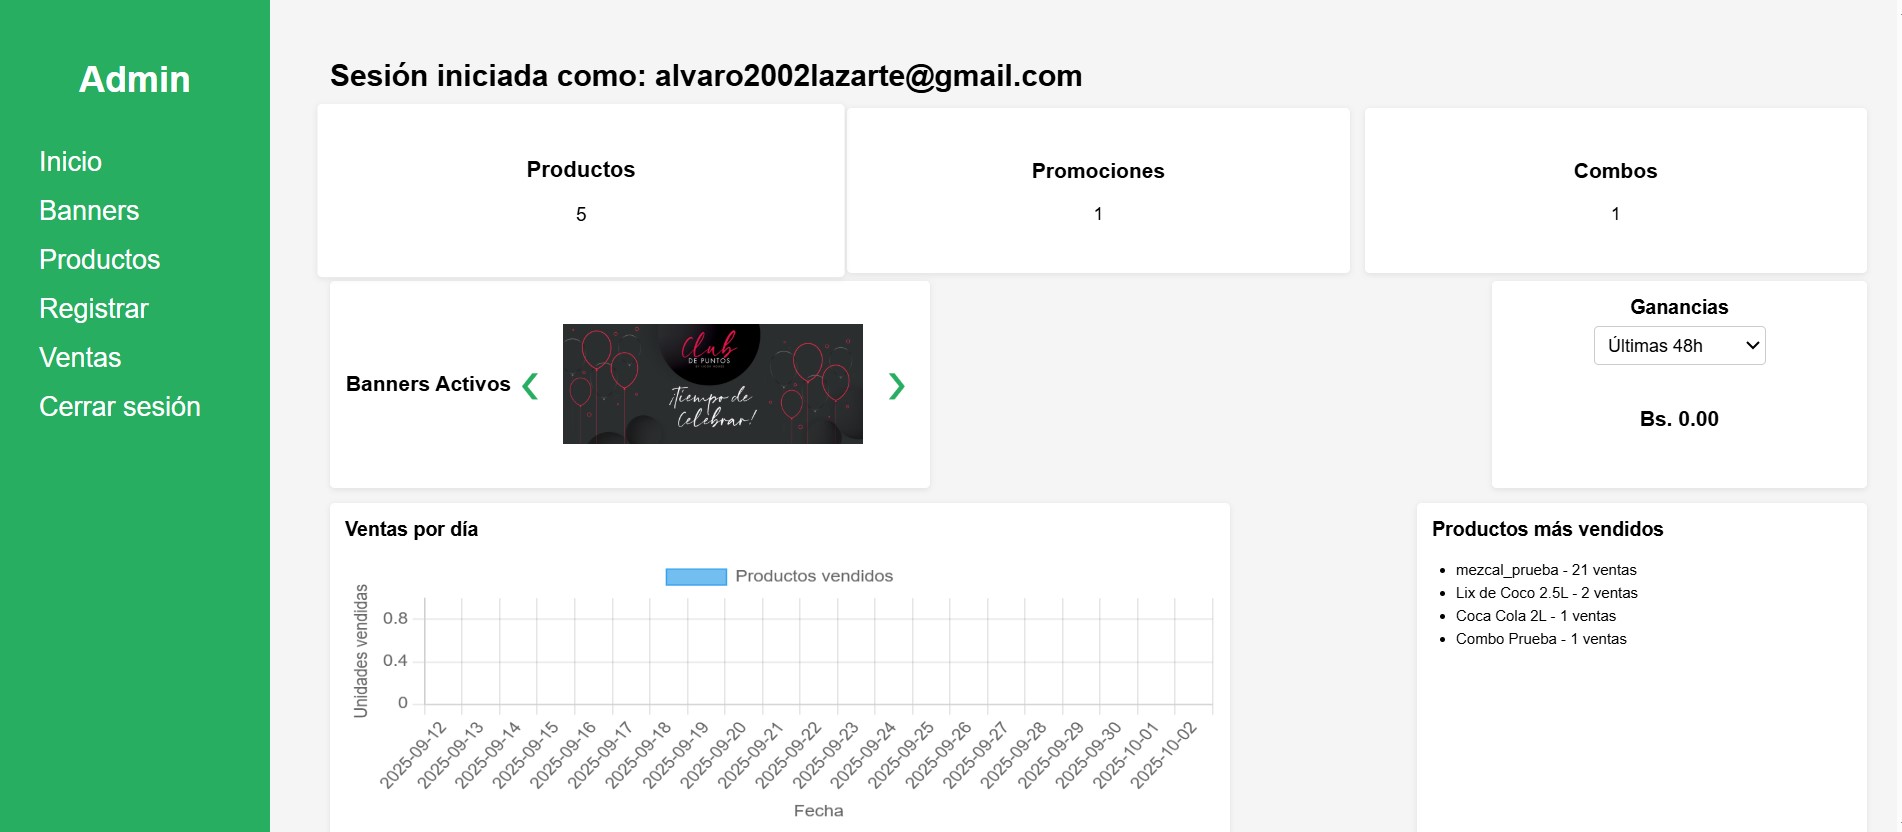 Admin
Inicio
Banners
Productos
Registrar
Ventas
Cerrar sesión
Sesión iniciada como: alvaro2002lazarte@gmail.com
Productos
5
Promociones
1
Combos
1
Banners Activos
Club
DE PUNTOS
¡Tiempo de
Celebrar!
Ganancias
Últimas 48h
Bs. 0.00
Ventas por día
Productos vendidos
Unidades vendidas
0.8
0.4
0
2025-09-12
2025-09-13
2025-09-14
2025-09-15
2025-09-16
2025-09-17
2025-09-18
2025-09-19
2025-09-20
2025-09-21
2025-09-22
2025-09-23
2025-09-24
2025-09-25
2025-09-26
2025-09-27
2025-09-28
2025-09-29
2025-09-30
2025-10-01
2025-10-02
Fecha
Productos más vendidos
mezcal_prueba - 21 ventas
Lix de Coco 2.5L - 2 ventas
Coca Cola 2L - 1 ventas
Combo Prueba - 1 ventas